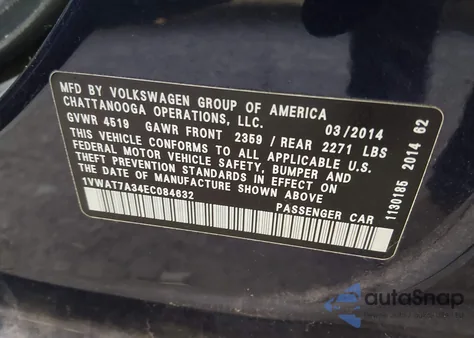 MFD BY VOLKSWAGEN GROUP OF AMERICA
CHATTANOOGA OPERATIONS, LLC. 03/2014
GVWR 4519 GAWR FRONT 2359 / REAR 2271 LBS
THIS VEHICLE CONFORMS TO ALL APPLICABLE U.S.
FEDERAL MOTOR VEHICLE SAFETY, BUMPER AND
THEFT PREVENTION STANDARDS IN EFFECT ON
THE DATE OF MANUFACTURE SHOWN ABOVE
1VWAT7A34EC084632 PASSENGER CAR
1130186 2014 62
autoSnap